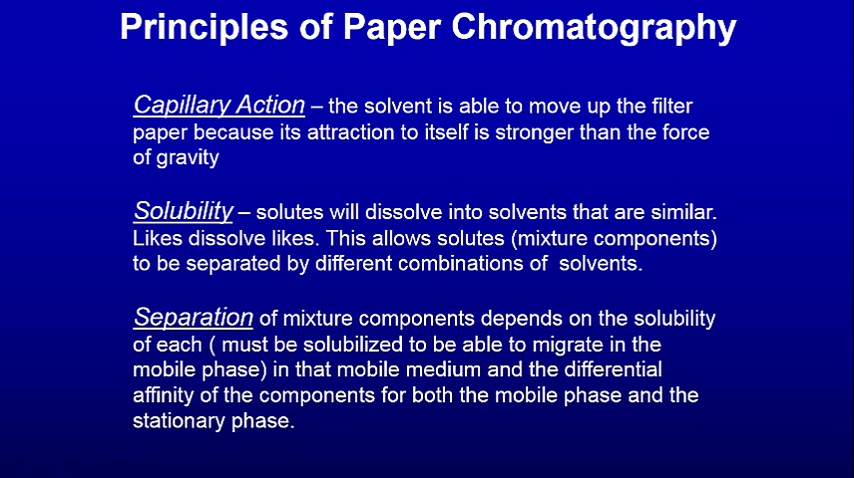 Principles of Paper Chromatography
Capillary Action – the solvent is able to move up the filter
paper because its attraction to itself is stronger than the force
of gravity
Solubility – solutes will dissolve into solvents that are similar.
Likes dissolve likes. This allows solutes (mixture components)
to be separated by different combinations of  solvents.
Separation of mixture components depends on the solubility
of each ( must be solubilized to be able to migrate in the
mobile phase) in that mobile medium and the differential
affinity of the components for both the mobile phase and the
stationary phase.